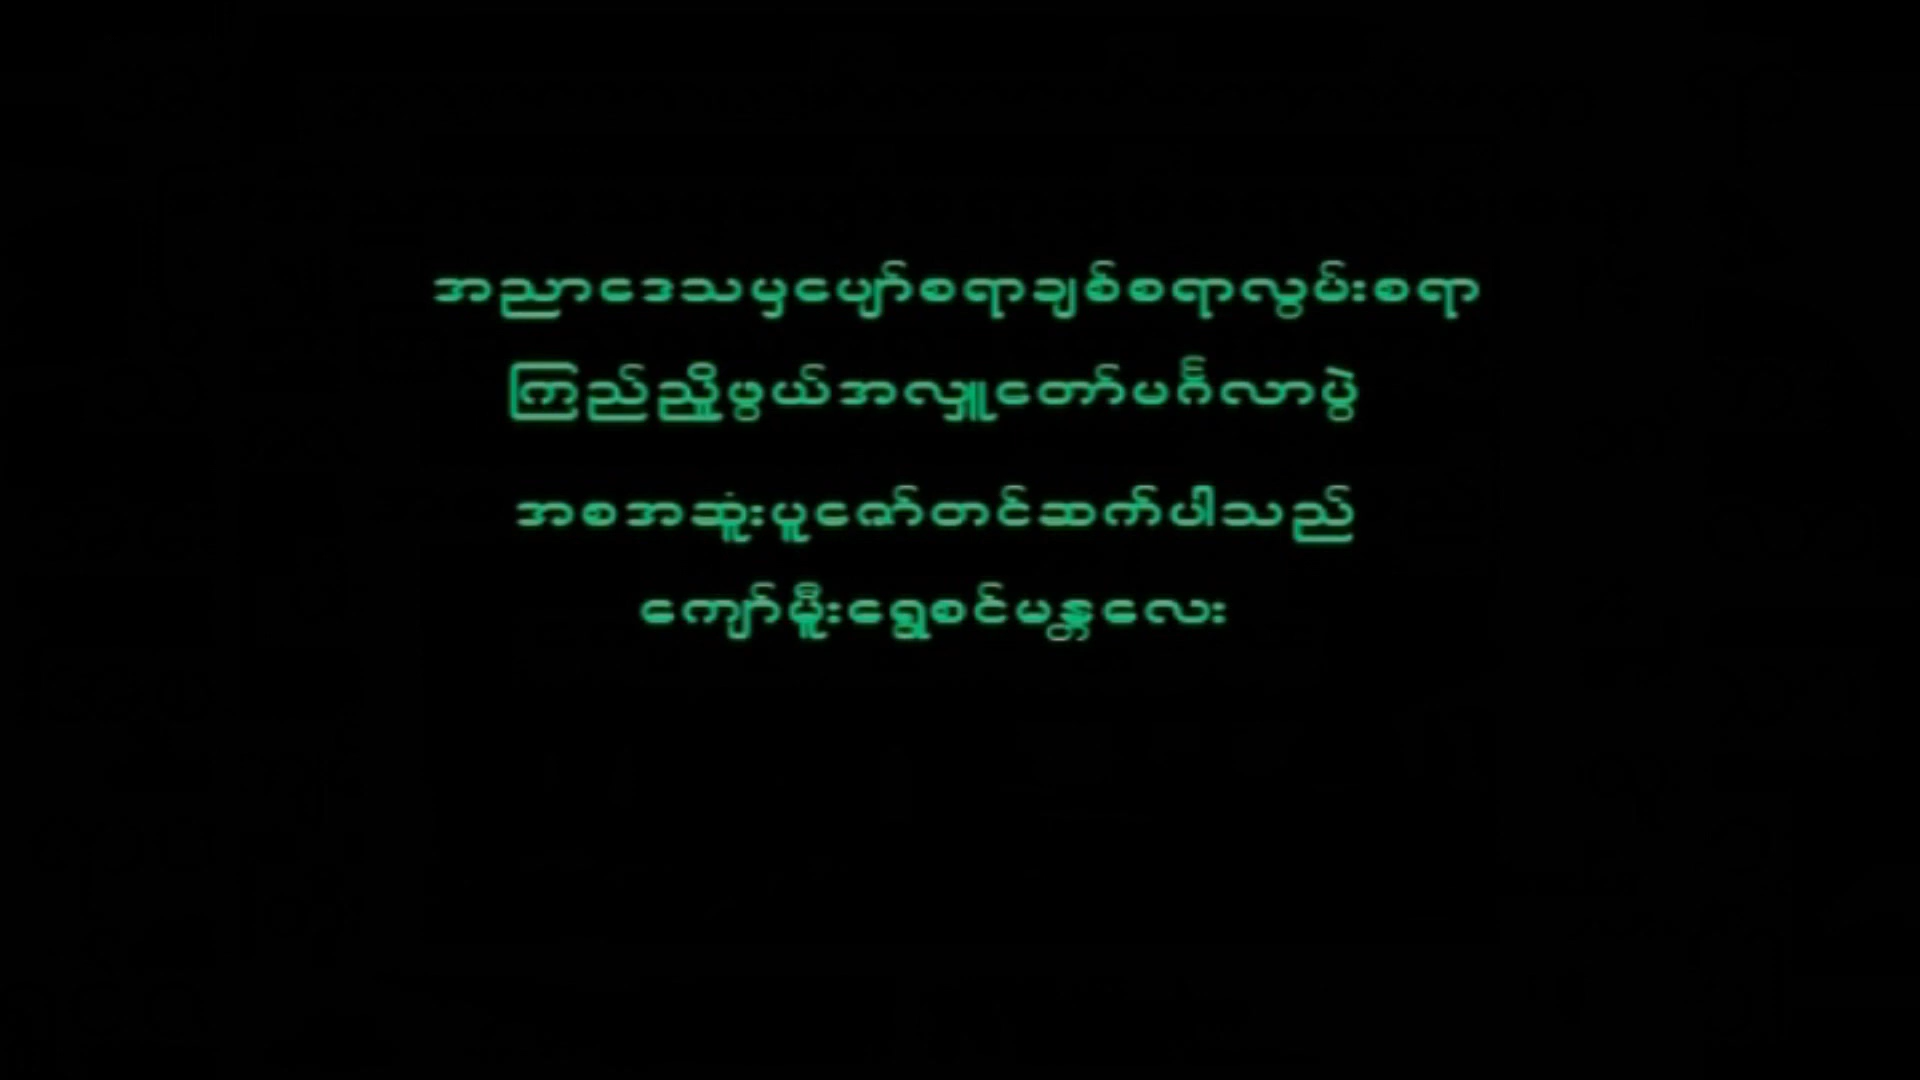 အညာဒေသမှပျော်စရာချစ်စရာလွမ်းစရာ
ကြည်ညိုဖွယ်အလှူတော်မင်္ဂလာပွဲ
အစအဆုံးပူဇော်တင်ဆက်ပါသည်
ကျော်မိုးရွှေစင်မန္တလေး